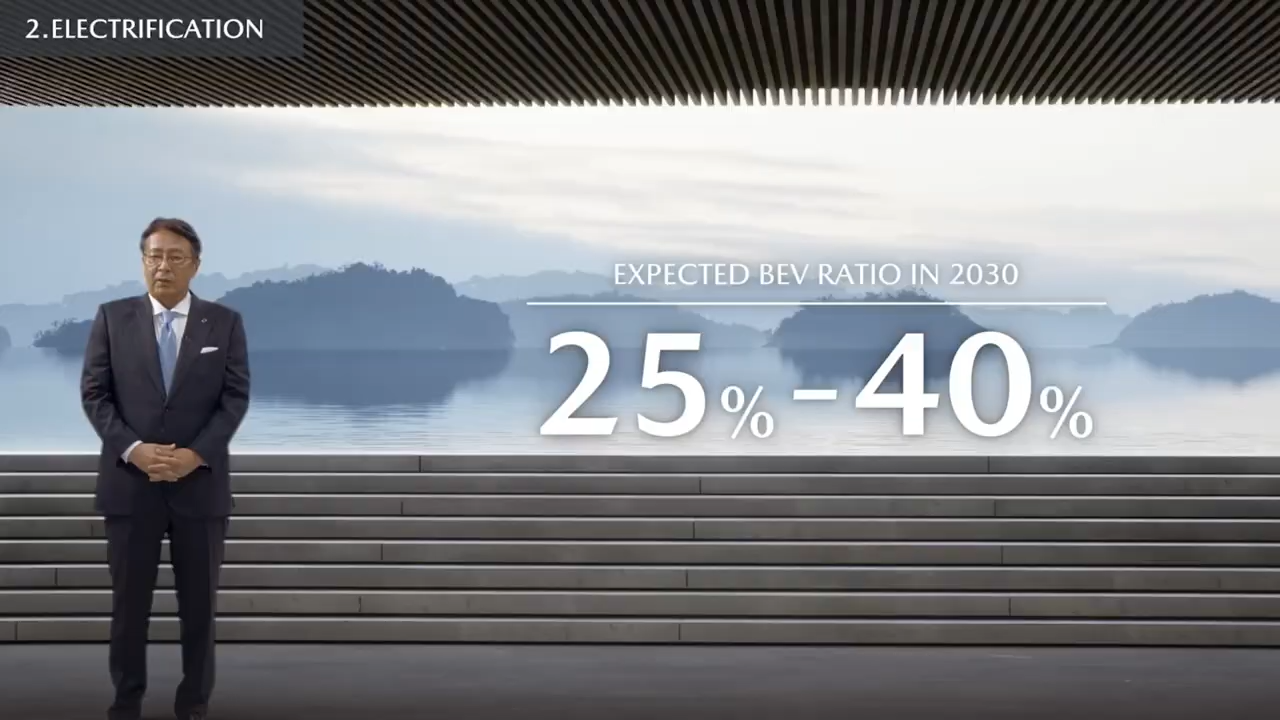 2.ELECTRIFICATION
EXPECTED BEV RATIO IN 2030
25% – 40%